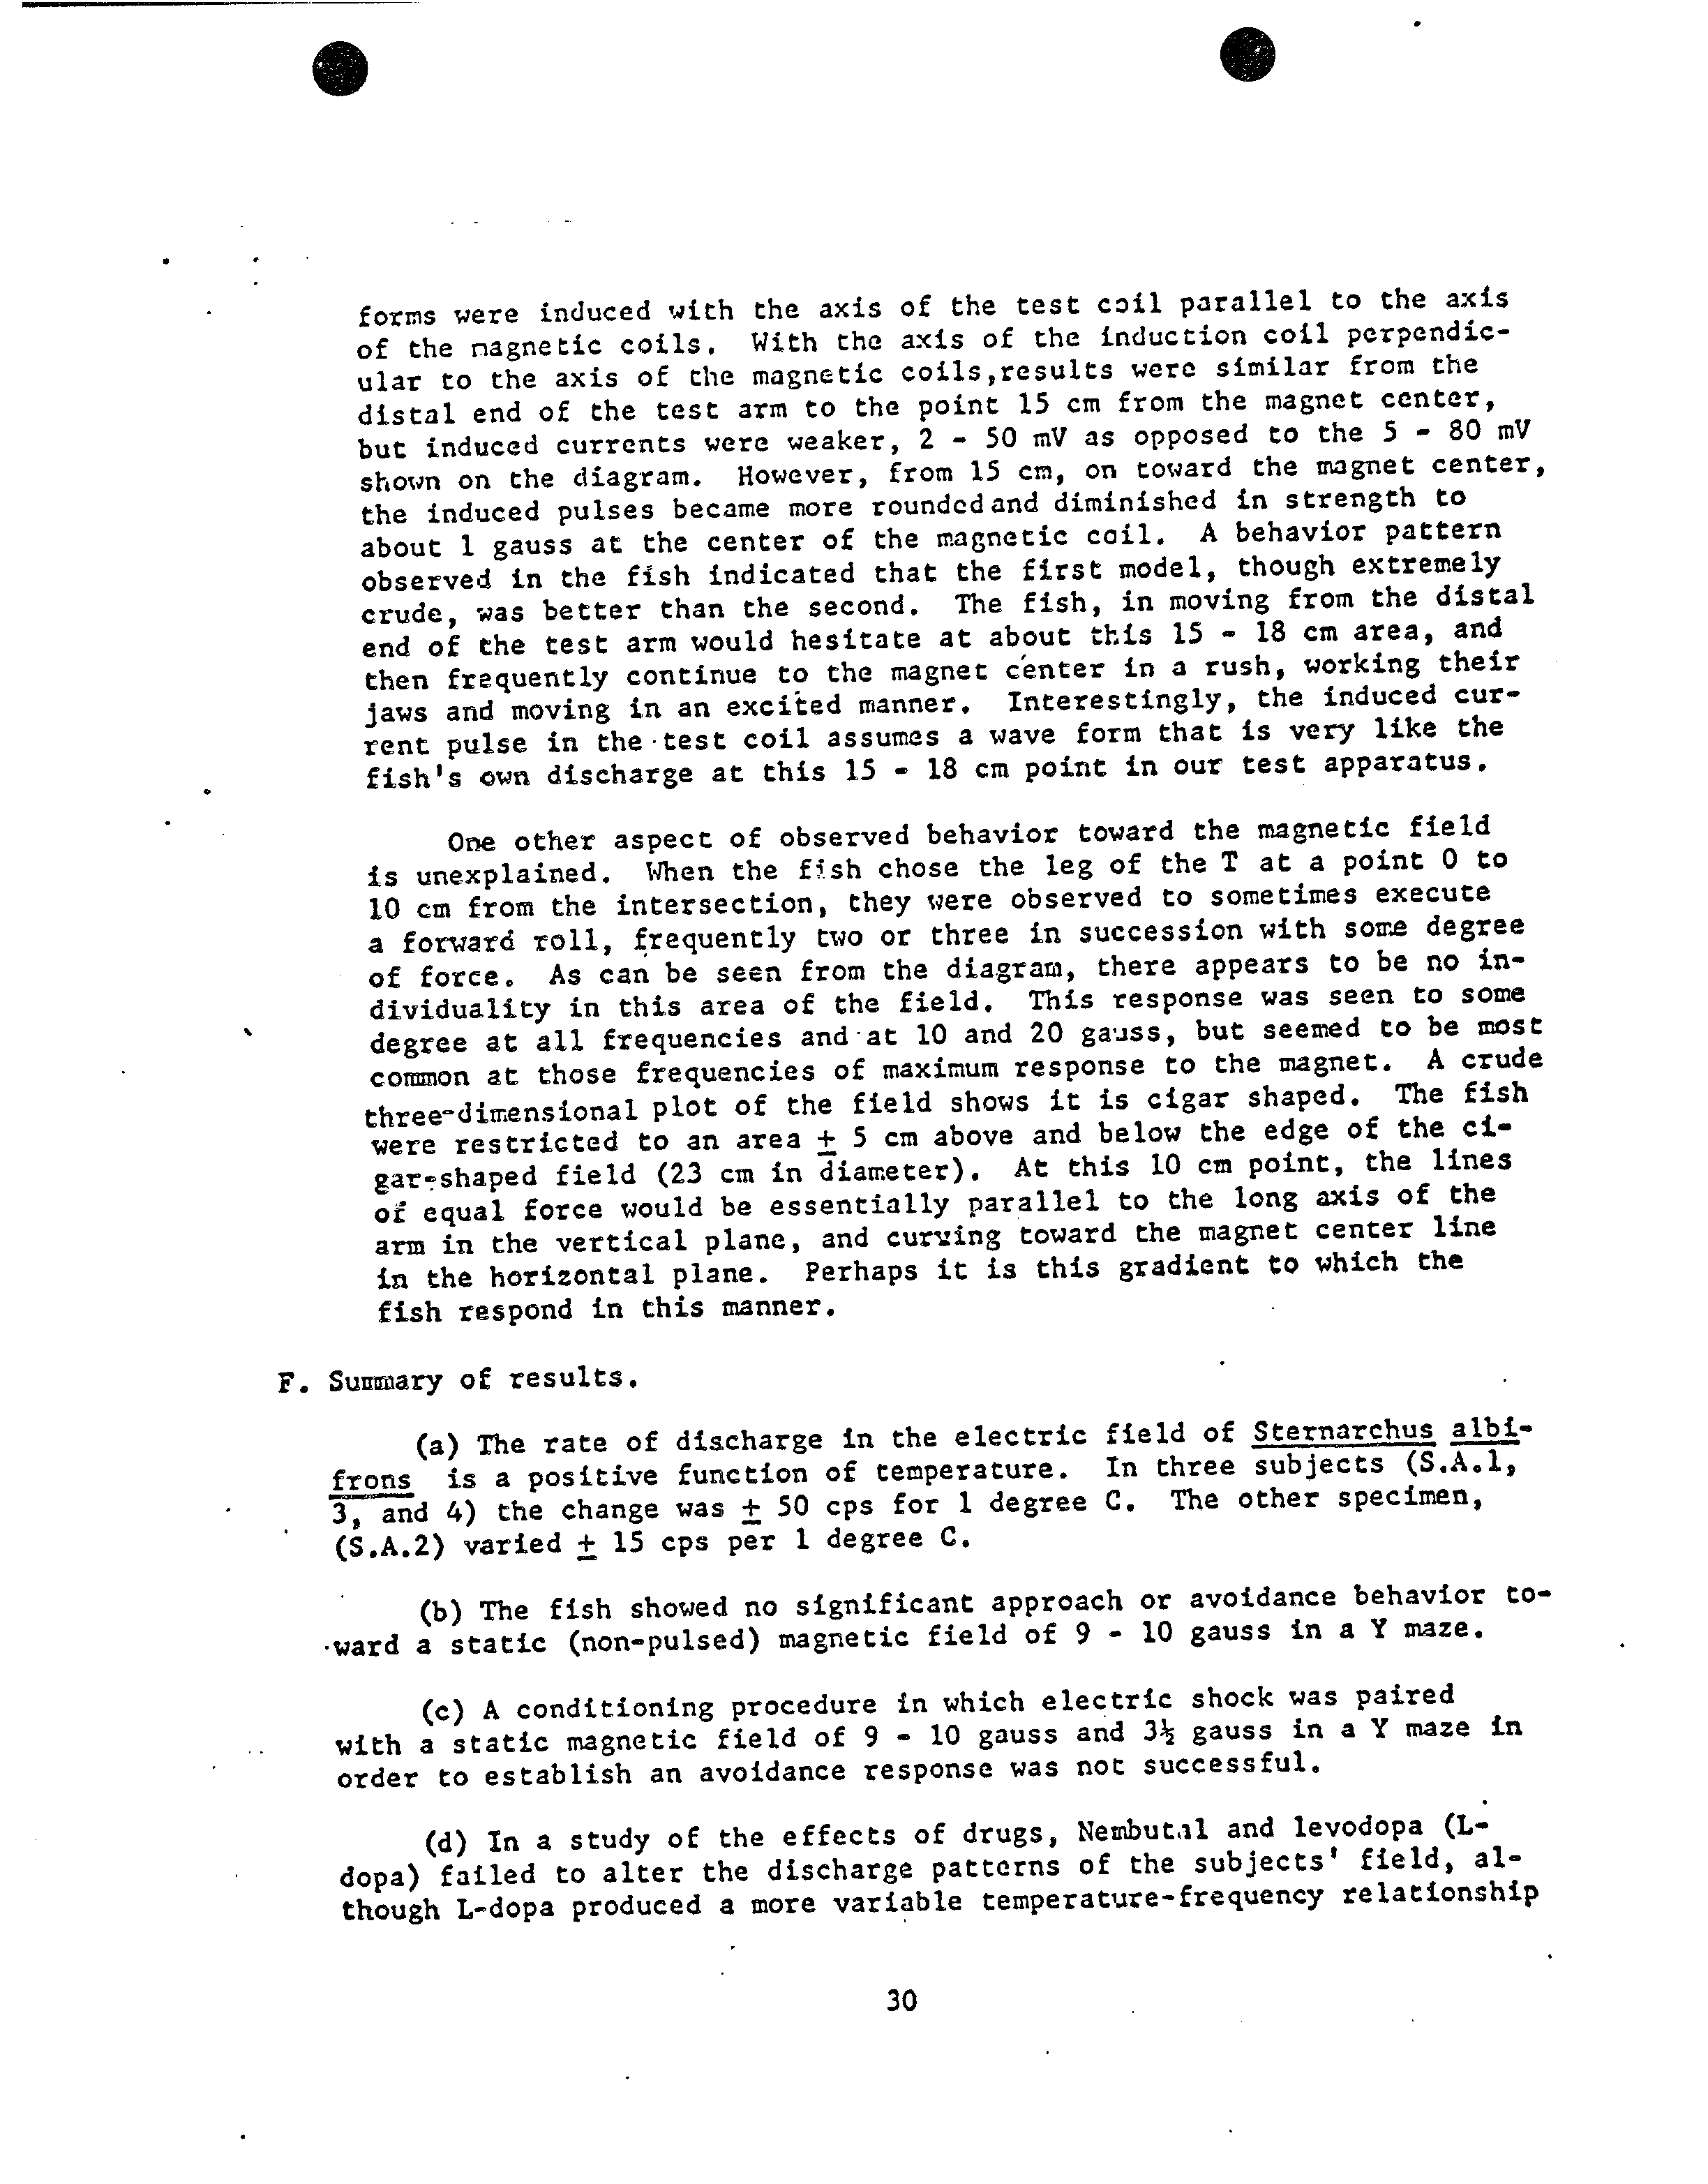 forms were induced with the axis of the test coil parallel to the axis
of the magnetic coils. With the axis of the induction coil perpendic-
ular to the axis of the magnetic coils,results were similar from the
distal end of the test arm to the point 15 cm from the magnet center,
but induced currents were weaker, 2 - 50 mV as opposed to the 5 - 80 mV
shown on the diagram. However, from 15 cm, on toward the magnet center,
the induced pulses became more rounded and diminished in strength to
about 1 gauss at the center of the magnetic coil. A behavior pattern
observed in the fish indicated that the first model, though extremely
crude, was better than the second. The fish, in moving from the distal
end of the test arm would hesitate at about this 15 - 18 cm area, and
then frequently continue to the magnet center in a rush, working their
jaws and moving in an excited manner. Interestingly, the induced cur-
rent pulse in the test coil assumes a wave form that is very like the
fish's own discharge at this 15 - 18 cm point in our test apparatus.
One other aspect of observed behavior toward the magnetic field
is unexplained. When the fish chose the leg of the T at a point 0 to
10 cm from the intersection, they were observed to sometimes execute
a forward roll, frequently two or three in succession with some degree
of force. As can be seen from the diagram, there appears to be no in-
dividuality in this area of the field. This response was seen to some
degree at all frequencies and at 10 and 20 gauss, but seemed to be most
common at those frequencies of maximum response to the magnet. A crude
three-dimensional plot of the field shows it is cigar shaped. The fish
were restricted to an area ± 5 cm above and below the edge of the ci-
gar-shaped field (23 cm in diameter). At this 10 cm point, the lines
of equal force would be essentially parallel to the long axis of the
arm in the vertical plane, and curving toward the magnet center line
in the horizontal plane. Perhaps it is this gradient to which the
fish respond in this manner.
F. Summary of results.
(a) The rate of discharge in the electric field of Sternarchus albi-
frons is a positive function of temperature. In three subjects (S.A.1,
3, and 4) the change was ± 50 cps for 1 degree C. The other specimen,
(S.A.2) varied ± 15 cps per 1 degree C.
(b) The fish showed no significant approach or avoidance behavior to-
ward a static (non-pulsed) magnetic field of 9 - 10 gauss in a Y maze.
(c) A conditioning procedure in which electric shock was paired
with a static magnetic field of 9 - 10 gauss and 3½ gauss in a Y maze in
order to establish an avoidance response was not successful.
(d) In a study of the effects of drugs, Nembutal and levodopa (L-
dopa) failed to alter the discharge patterns of the subjects' field, al-
though L-dopa produced a more variable temperature-frequency relationship
30